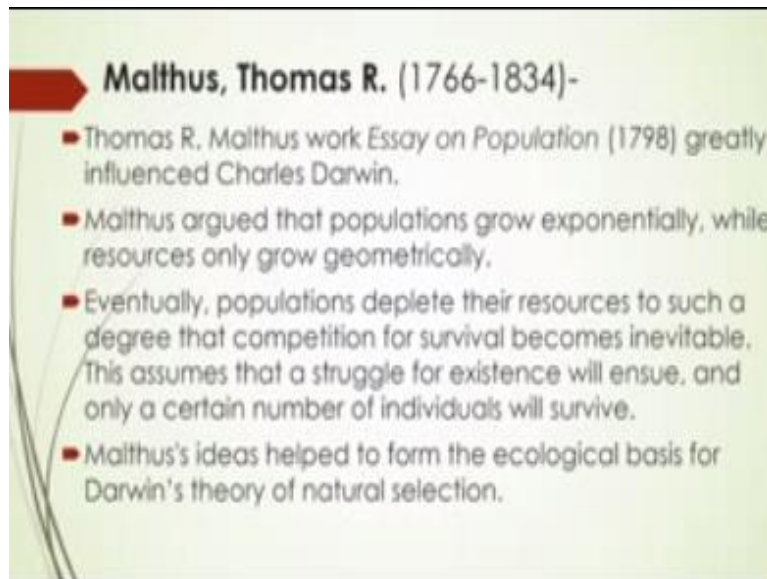 Malthus, Thomas R. (1766-1834)-
Thomas R. Malthus work Essay on Population (1798) greatly
influenced Charles Darwin.
Malthus argued that populations grow exponentially, while
resources only grow geometrically.
Eventually, populations deplete their resources to such a
degree that competition for survival becomes inevitable.
This assumes that a struggle for existence will ensue, and
only a certain number of individuals will survive.
Malthus's ideas helped to form the ecological basis for
Darwin's theory of natural selection.